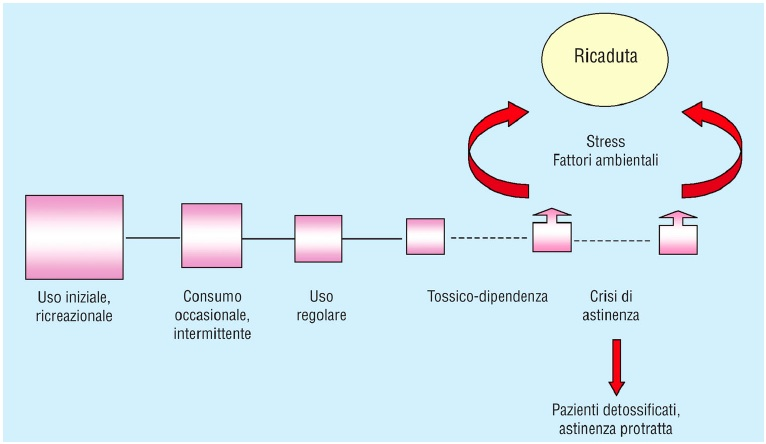 Ricaduta
Stress
Fattori ambientali
Uso iniziale,
ricreazionale
Consumo
occasionale,
intermittente
Uso
regolare
Tossico-dipendenza
Crisi di
astinenza
Pazienti detossificati,
astinenza protratta